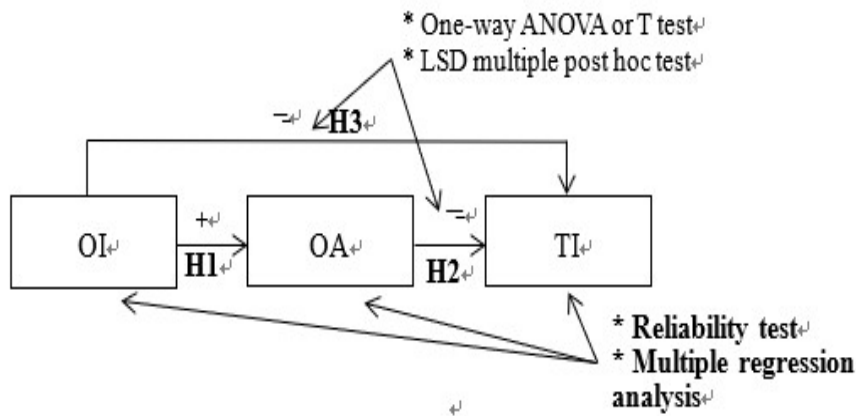 * One-way ANOVA or T test↵
* LSD multiple post hoc test↵
−↵ H3↵
OI↵
+↵
H1↵
OA↵
−↵
H2↵
TI↵
* Reliability test↵
* Multiple regression
analysis↵
↵